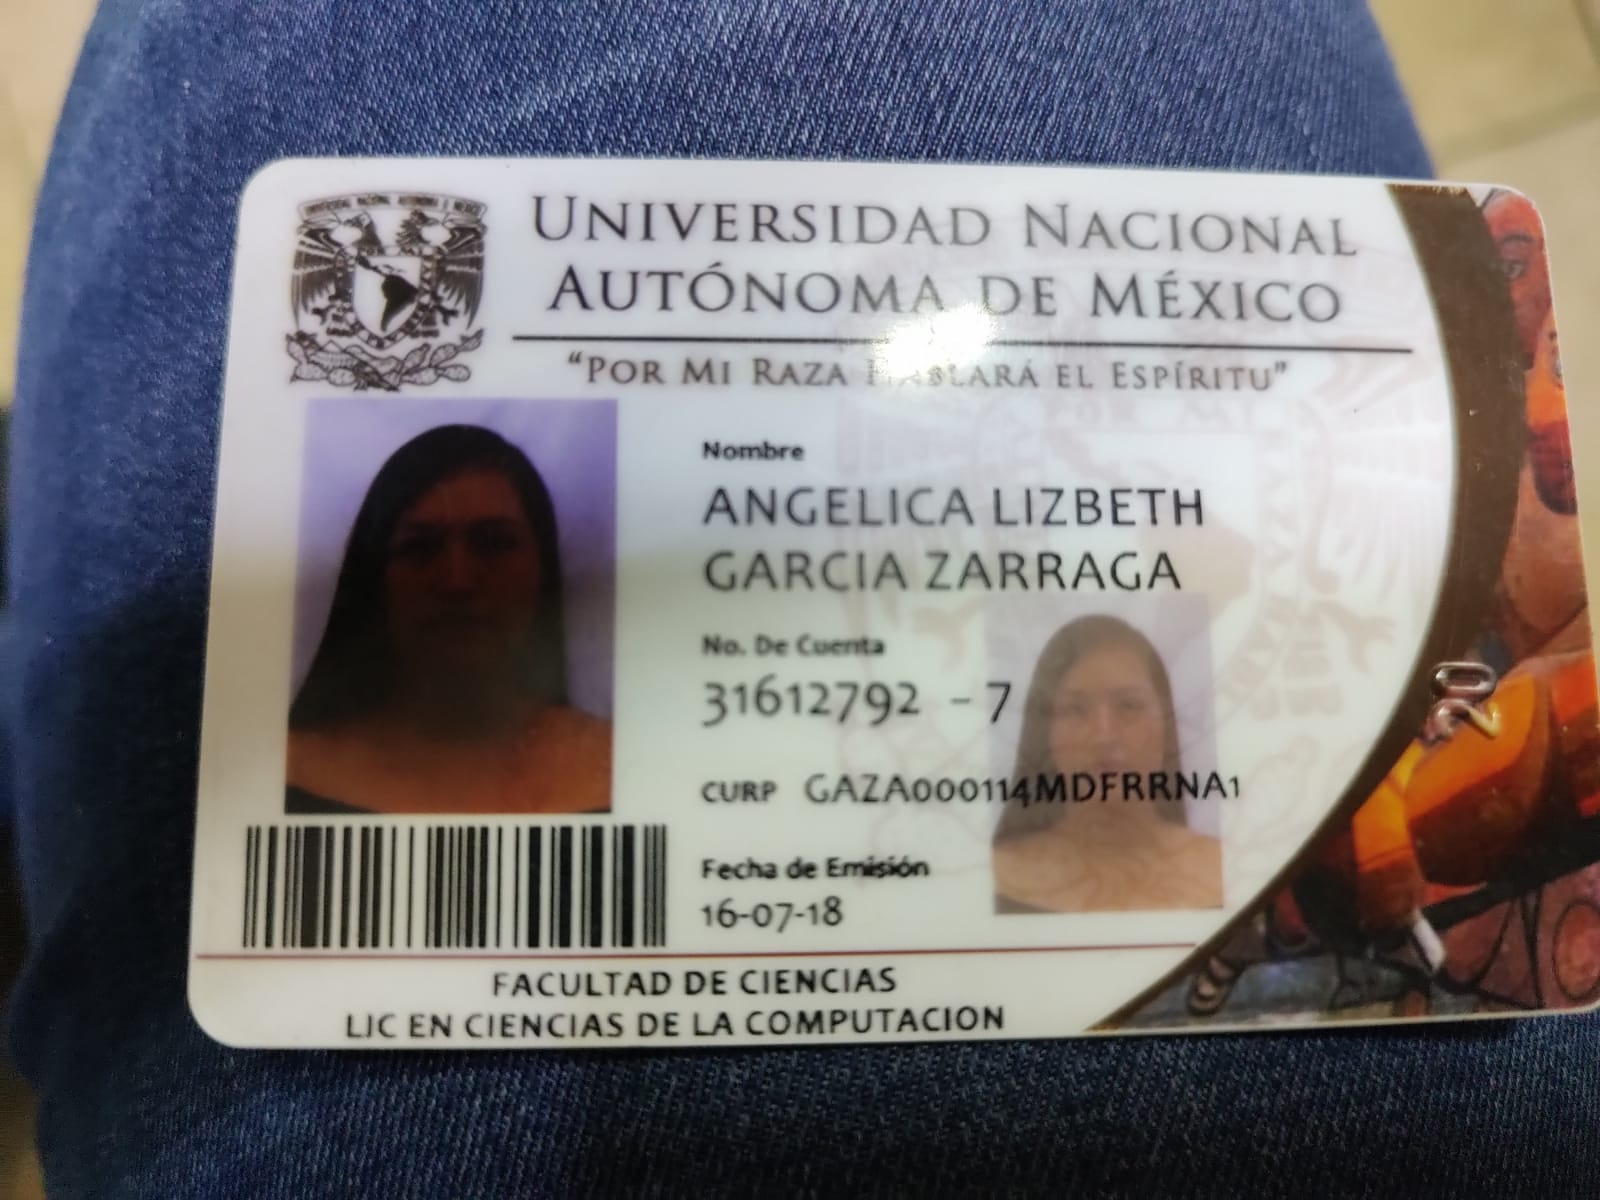 UNIVERSIDAD NACIONAL
AUTÓNOMA DE MÉXICO
"POR MI RAZA HABLARÁ EL ESPÍRITU"
Nombre
ANGELICA LIZBETH
GARCIA ZARRAGA
No. De Cuenta
31612792 - 7
CURP GAZA000114MDFRRNA1
Fecha de Emisión
16-07-18
FACULTAD DE CIENCIAS
LIC EN CIENCIAS DE LA COMPUTACION
20